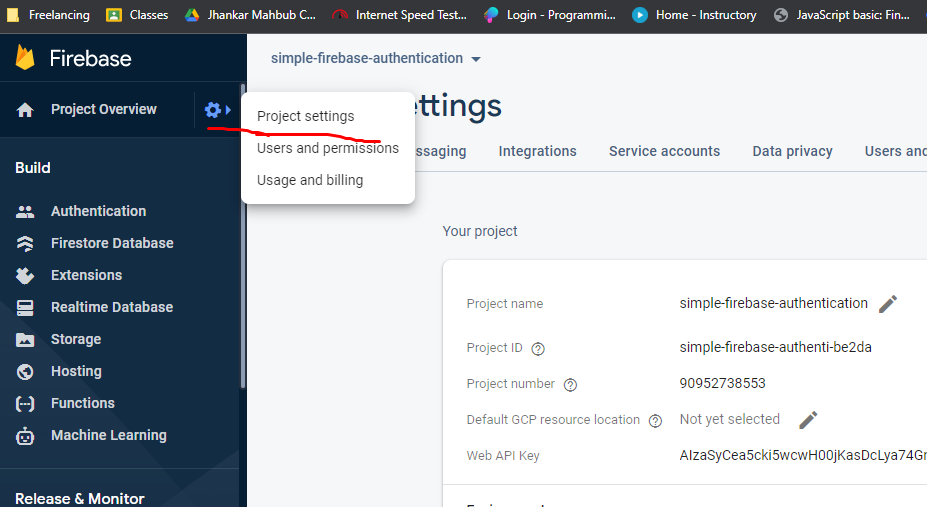 Freelancing Classes Jhankar Mahbub C... Internet Speed Test... Login - Programmi... Home - Instructory JavaScript basic: Fin...
Firebase
simple-firebase-authentication
Project Overview
Project settings
Users and permissions
Usage and billing
ettings
ssaging Integrations Service accounts Data privacy Users and
Build
Authentication
Firestore Database
Extensions
Realtime Database
Storage
Hosting
Functions
Machine Learning
Release & Monitor
Your project
Project name simple-firebase-authentication
Project ID simple-firebase-authenti-be2da
Project number 90952738553
Default GCP resource location Not yet selected
Web API Key AIzaSyCea5cki5wcwH00jKasDcLya74Gr